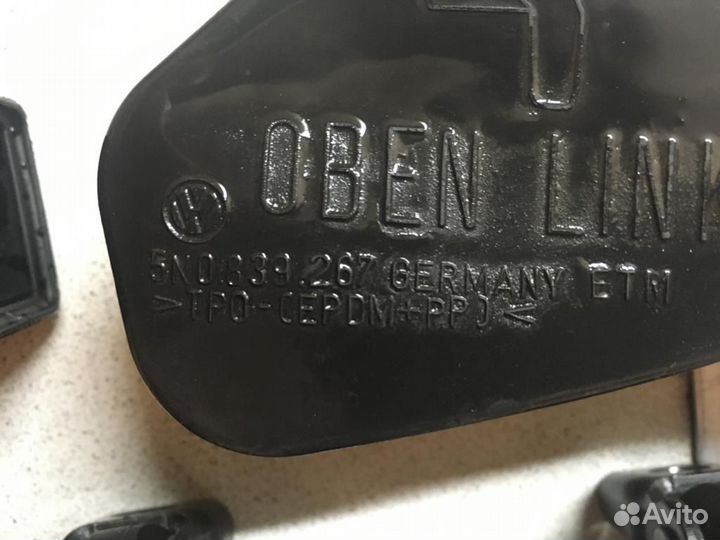 OBEN LINK
5N0.839.267 GERMANY ETM
>TPO-(EPDM+PP)<
Avito